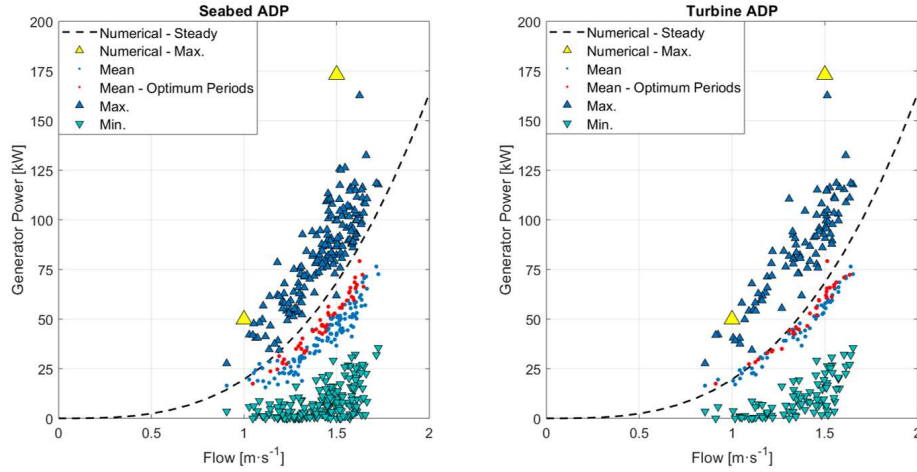 Seabed ADP
Generator Power [kW]
200
175
150
125
100
75
50
25
0
Numerical - Steady
Numerical - Max.
Mean
Mean - Optimum Periods
Max.
Min.
0
0.5
1
1.5
2
Flow [m·s⁻¹]
Turbine ADP
Generator Power [kW]
200
175
150
125
100
75
50
25
0
Numerical - Steady
Numerical - Max.
Mean
Mean - Optimum Periods
Max.
Min.
0
0.5
1
1.5
2
Flow [m·s⁻¹]